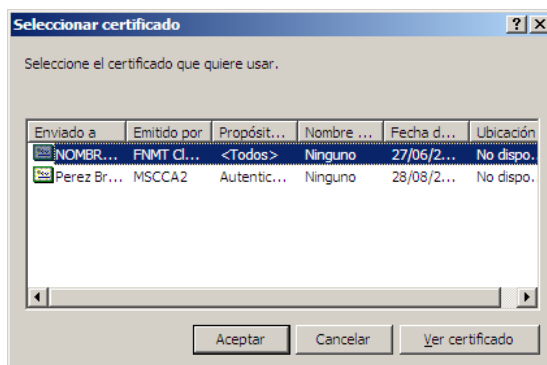 Seleccionar certificado
Seleccione el certificado que quiere usar.
Enviado a Emitido por Propósit... Nombre ... Fecha d... Ubicación
NOMBR... FNMT Cl... <Todos> Ninguno 27/06/2... No dispo.
Perez Br... MSCCA2 Autentic... Ninguno 28/08/2... No dispo.
Aceptar Cancelar Ver certificado